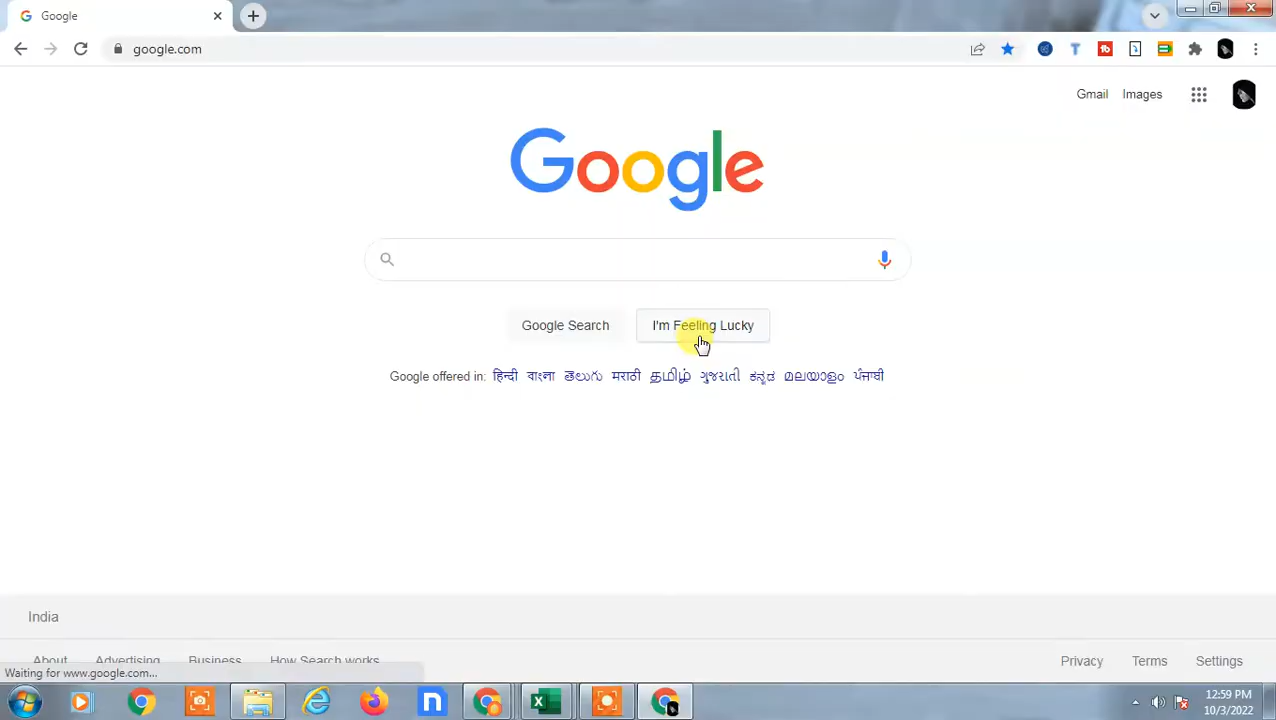 Google
google.com
Gmail Images
Google
Google Search I'm Feeling Lucky
Google offered in: हिन्दी বাংলা తెలుగు मराठी தமிழ் ગુજરાતી ಕನ್ನಡ മലയാളം ਪੰਜਾਬੀ
India
About Advertising Business How Search works Privacy Terms Settings
Waiting for www.google.com...
12:59 PM
10/3/2022